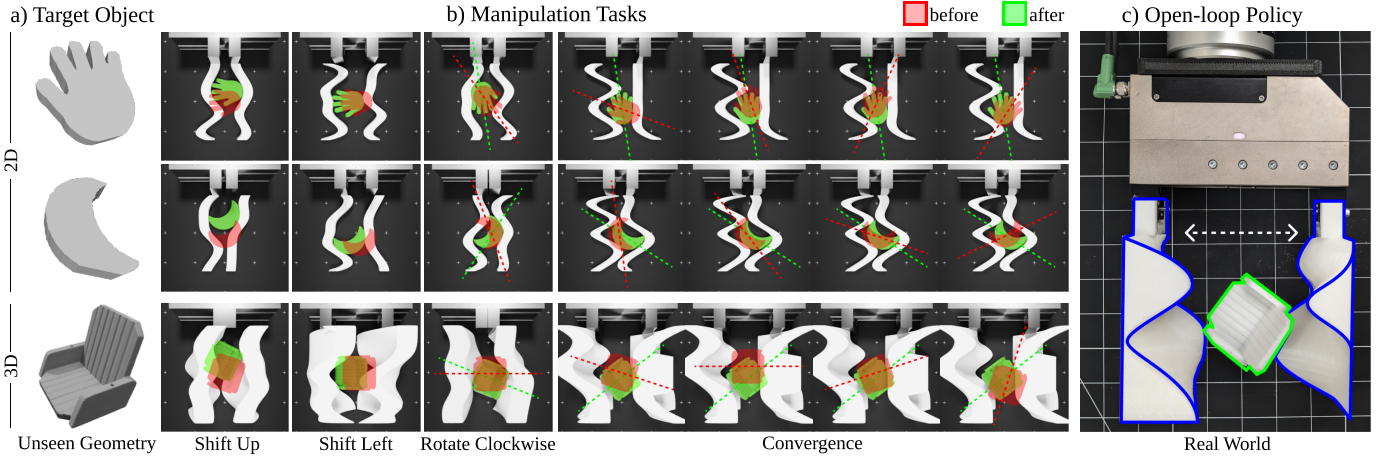 a) Target Object
b) Manipulation Tasks
before
after
c) Open-loop Policy
2D
3D
Unseen Geometry
Shift Up
Shift Left
Rotate Clockwise
Convergence
Real World